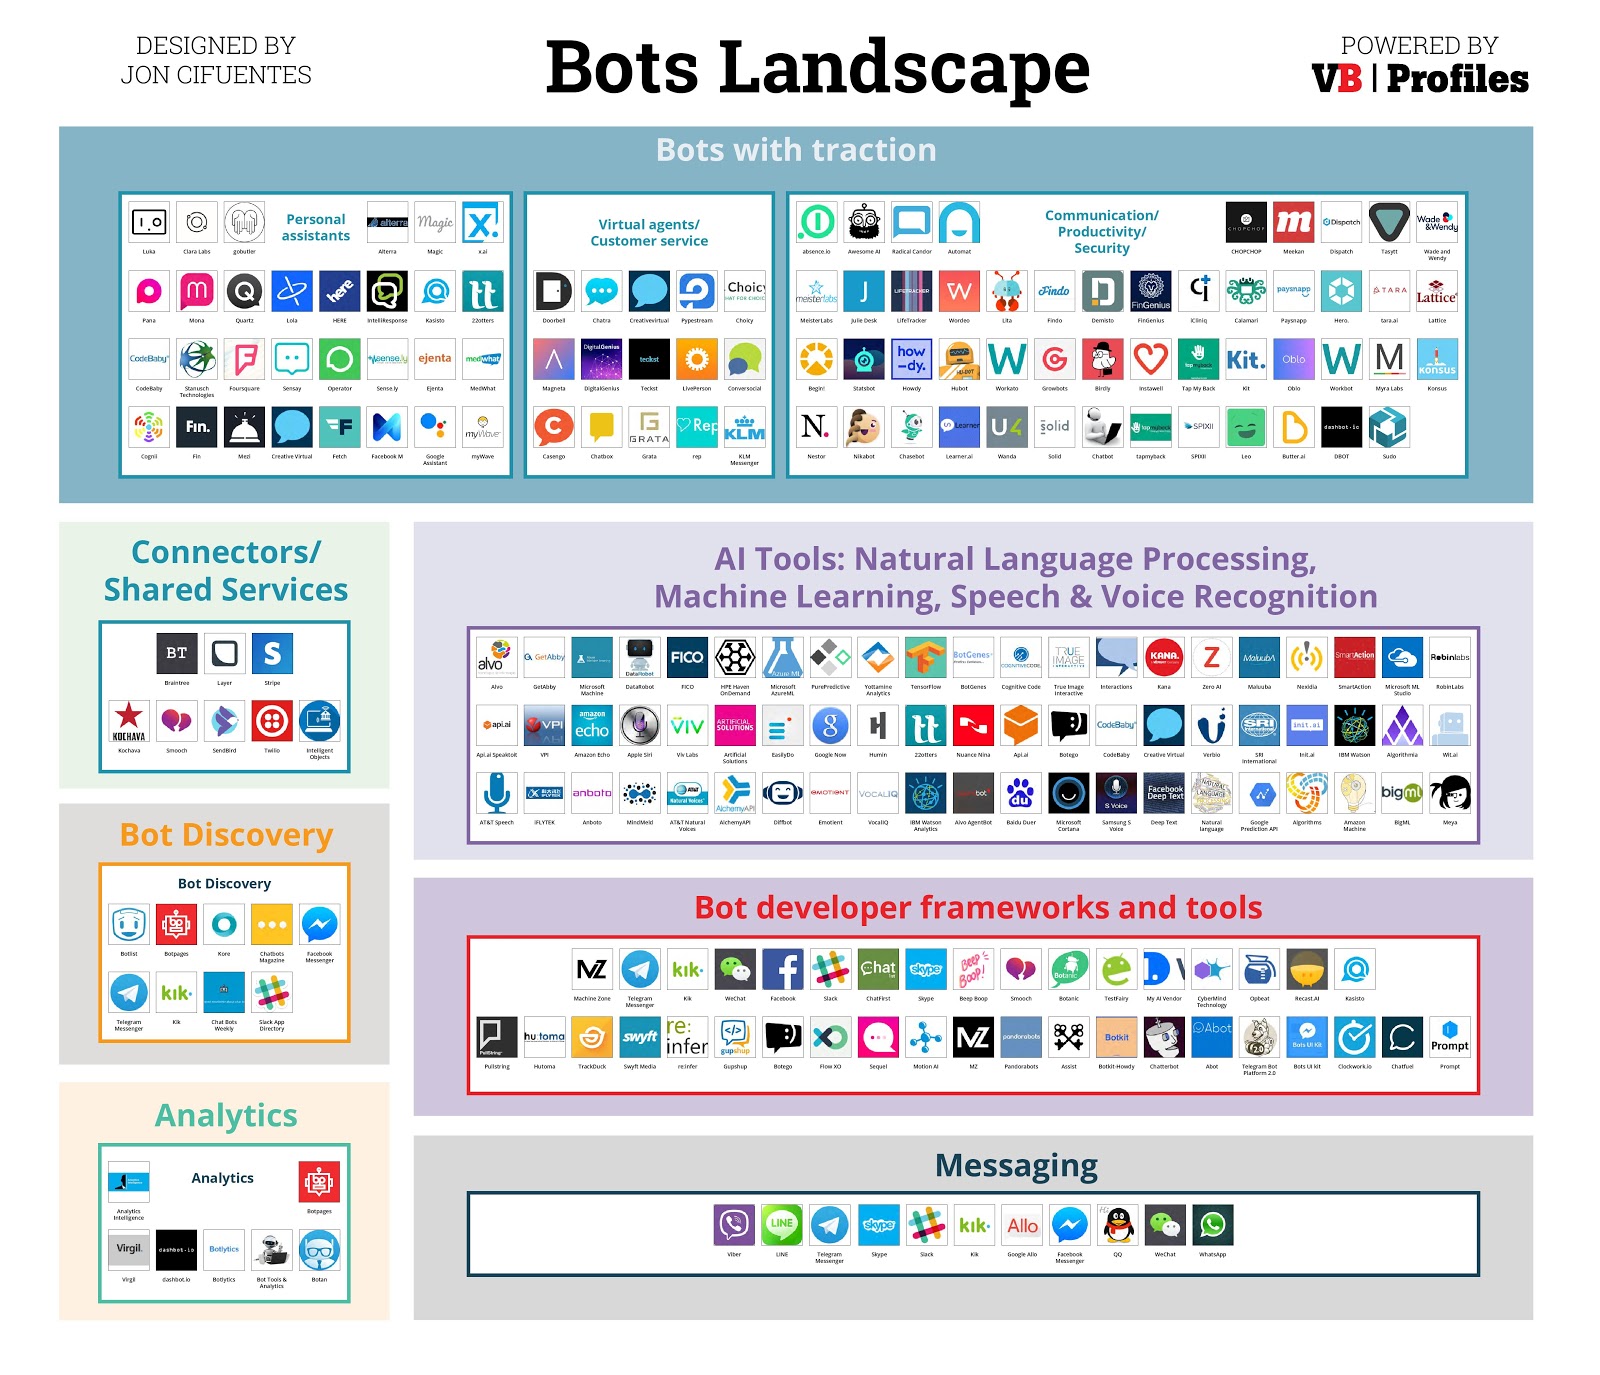 DESIGNED BY
JON CIFUENTES
Bots Landscape
POWERED BY
VB | Profiles
Bots with traction
Personal
assistants
Luka Clara Labs gobutler Alterra Magic x.ai
Pana Mona Quartz Lola HERE IntelliResponse Kasisto 22otters
CodeBaby Stanusch Technologies Foursquare Sensay Operator Sense.ly Ejenta MedWhat
Cognii Fin Mezi Creative Virtual Fetch Facebook M Google Assistant myWave
Virtual agents/
Customer service
Doorbell Chatra Creativevirtual Pypestream Choicy
Magneta DigitalGenius Teckst LivePerson Conversocial
Casengo Chatbox Grata rep KLM Messenger
Communication/
Productivity/
Security
absence.io Awesome AI Radical Candor Automat CHOPCHOP Meekan Dispatch Tasytt Wade and Wendy
MeisterLabs Julie Desk LifeTracker Wordeo Lita Findo Demisto FinGenius iCliniq Calamari Paysnapp Hero. tara.ai Lattice
Begin! Statsbot Howdy Hubot Workato Growbots Birdly Instawell Tap My Back Kit Oblo Workbot Myra Labs Konsus
Nestor Nikabot Chasebot Learner.ai Wanda Solid Chatbot tapmyback SPIXII Leo Butter.ai DBOT Sudo
Connectors/
Shared Services
Braintree Layer Stripe
Kochava Smooch SendBird Twilio Intelligent Objects
AI Tools: Natural Language Processing,
Machine Learning, Speech & Voice Recognition
Alvo GetAbby Microsoft Machine DataRobot FICO HPE Haven OnDemand Microsoft AzureML PurePredictive Yottamine Analytics TensorFlow BotGenes Cognitive Code True Image Interactive Interactions Kana Zero AI Maluuba Nexidia SmartAction Microsoft ML Studio RobinLabs
Api.ai Speaktoit VPI Amazon Echo Apple Siri Viv Labs Artificial Solutions EasilyDo Google Now Humin 22otters Nuance Nina Api.ai Botego CodeBaby Creative Virtual Verbio SRI International Init.ai IBM Watson Algorithmia Wit.ai
AT&T Speech IFLYTEK Anboto MindMeld AT&T Natural Voices AlchemyAPI Diffbot Emotient VocalIQ IBM Watson Analytics Alvo AgentBot Baidu Duer Microsoft Cortana Samsung S Voice Deep Text Natural language Google Prediction API Algorithms Amazon Machine BigML Meya
Bot Discovery
Bot Discovery
Botlist Botpages Kore Chatbots Magazine Facebook Messenger
Telegram Messenger Kik Chat Bots Weekly Slack App Directory
Bot developer frameworks and tools
Machine Zone Telegram Messenger Kik WeChat Facebook Slack ChatFirst Skype Beep Boop Smooch Botanic TestFairy My AI Vendor CyberMind Technology Opbeat Recast.AI Kasisto
Pullstring Hutoma TrackDuck Swyft Media re:infer Gupshup Botego Flow XO Sequel Motion AI MZ Pandorabots Assist Botkit-Howdy Chatterbot Abot Telegram Bot Platform 2.0 Bots UI kit Clockwork.io Chatfuel Prompt
Analytics
Analytics
Analytics Intelligence Botpages
Virgil dashbot.io Botlytics Bot Tools & Analytics Botan
Messaging
Viber LINE Telegram Messenger Skype Slack Kik Google Allo Facebook Messenger QQ WeChat WhatsApp